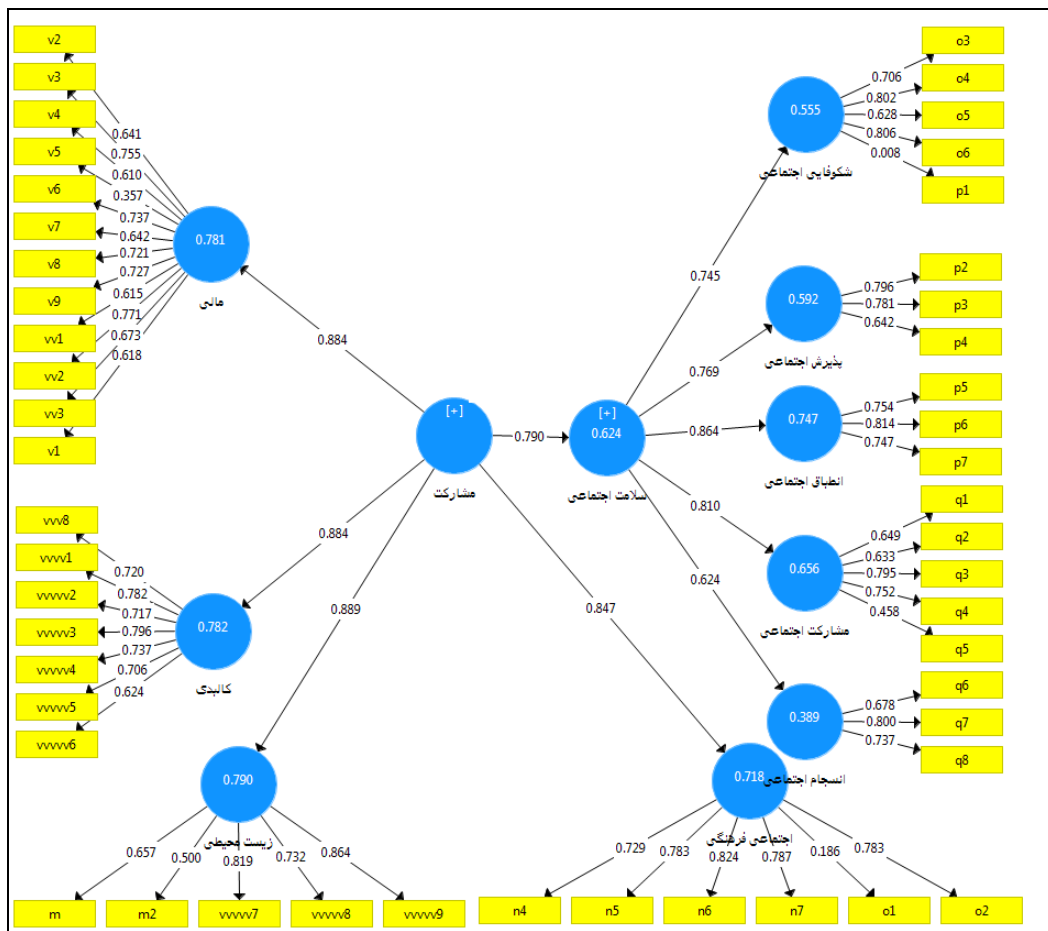 v2
v3
v4
v5
v6
v7
v8
v9
vv1
vv2
vv3
v1
0.641
0.755
0.610
0.357
0.737
0.642
0.721
0.727
0.615
0.771
0.673
0.618
0.781
مالی
0.884
o3
o4
o5
o6
p1
0.706
0.802
0.628
0.806
0.008
0.555
شکوفایی اجتماعی
0.745
p2
p3
p4
0.796
0.781
0.642
0.592
پذیرش اجتماعی
0.769
p5
p6
p7
0.754
0.814
0.747
0.747
انطباق اجتماعی
0.864
[+]
مشارکت
0.790
[+]
0.624
سلامت اجتماعی
q1
q2
q3
q4
q5
0.649
0.633
0.795
0.752
0.458
0.656
مشارکت اجتماعی
0.810
q6
q7
q8
0.678
0.800
0.737
0.389
انسجام اجتماعی
0.624
vvv8
vvvv1
vvvvv2
vvvvv3
vvvvv4
vvvvv5
vvvvv6
0.720
0.782
0.717
0.796
0.737
0.706
0.624
0.782
کالبدی
0.884
0.889
0.847
0.790
زیست محیطی
0.657
0.500
0.819
0.732
0.864
m
m2
vvvvv7
vvvvv8
vvvvv9
0.718
اجتماعی فرهنگی
0.729
0.783
0.824
0.787
0.186
0.783
n4
n5
n6
n7
o1
o2